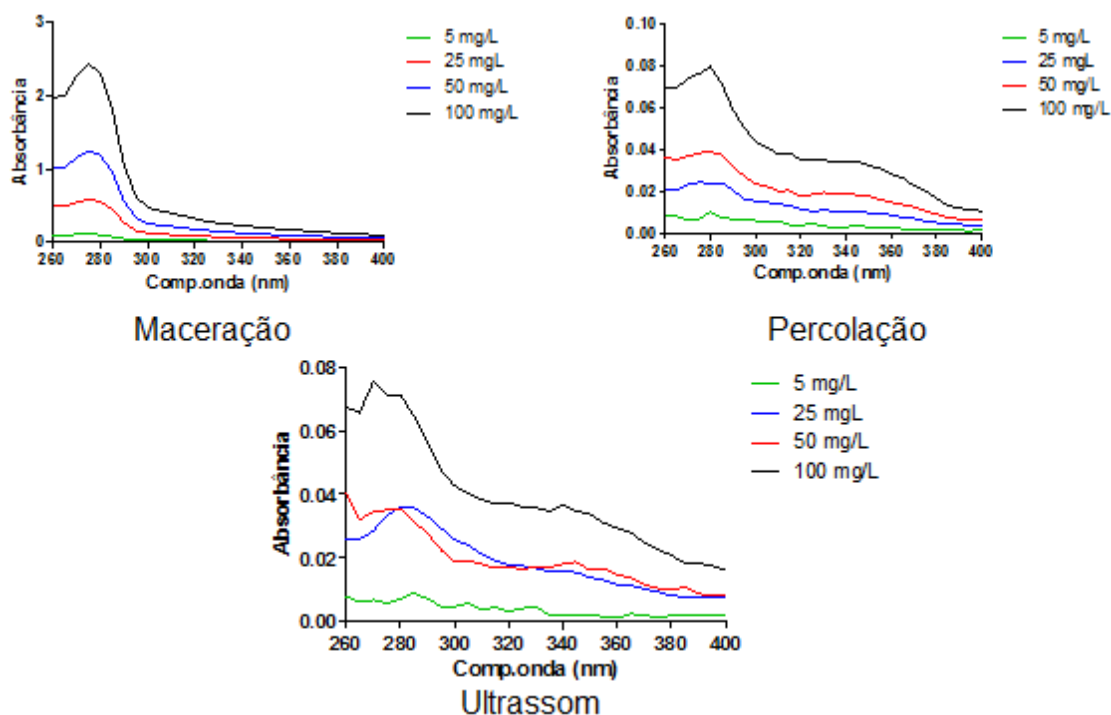 3
2
1
0
Absorbância
260 280 300 320 340 360 380 400
Comp.onda (nm)
5 mg/L
25 mgL
50 mg/L
100 mg/L
Maceração
0.10
0.08
0.06
0.04
0.02
0.00
Absorbância
260 280 300 320 340 360 380 400
Comp.onda (nm)
5 mg/L
25 mg/L
50 mg/L
100 mg/L
Percolação
0.08
0.06
0.04
0.02
0.00
Absorbância
260 280 300 320 340 360 380 400
Comp.onda (nm)
5 mg/L
25 mgL
50 mg/L
100 mg/L
Ultrassom